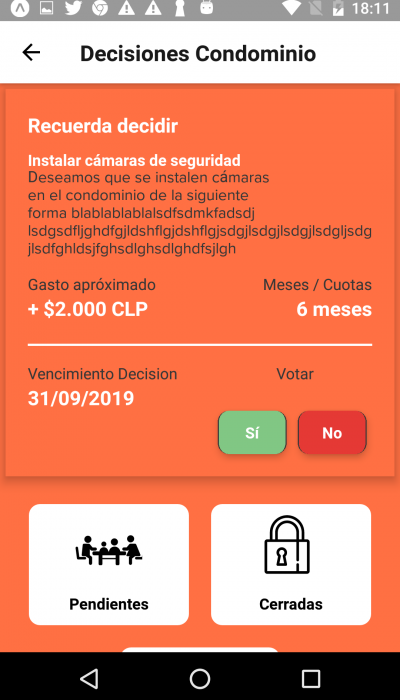 18:11
Decisiones Condominio
Recuerda decidir
Instalar cámaras de seguridad
Deseamos que se instalen cámaras
en el condominio de la siguiente
forma blablablablalsdfsdmkfadsdj
lsdgsdfljghdfgjldshflgjdshflgjsdgjlsdgjlsdgjlsdgljsdg
jlsdfghldsjfghsdlghsdlghdfsjlgh
Gasto apróximado
Meses / Cuotas
+ $2.000 CLP
6 meses
Vencimiento Decision
Votar
31/09/2019
Sí
No
Pendientes
Cerradas